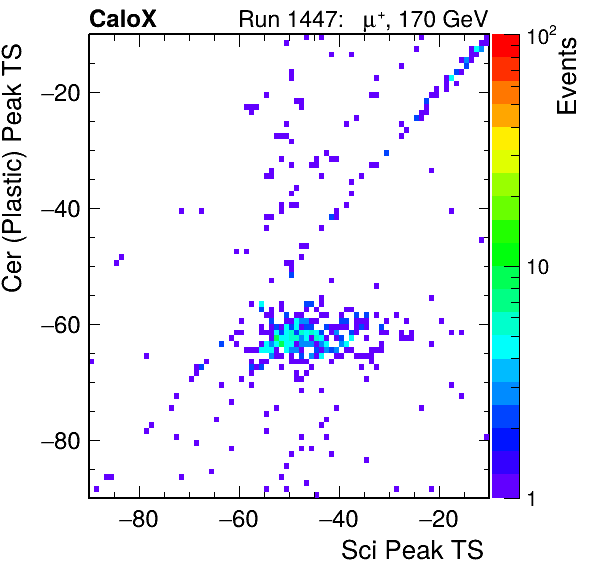 CaloX Run 1447: μ⁺, 170 GeV
Cer (Plastic) Peak TS
−20
−40
−60
−80
−80 −60 −40 −20
Sci Peak TS
10²
10
1
Events